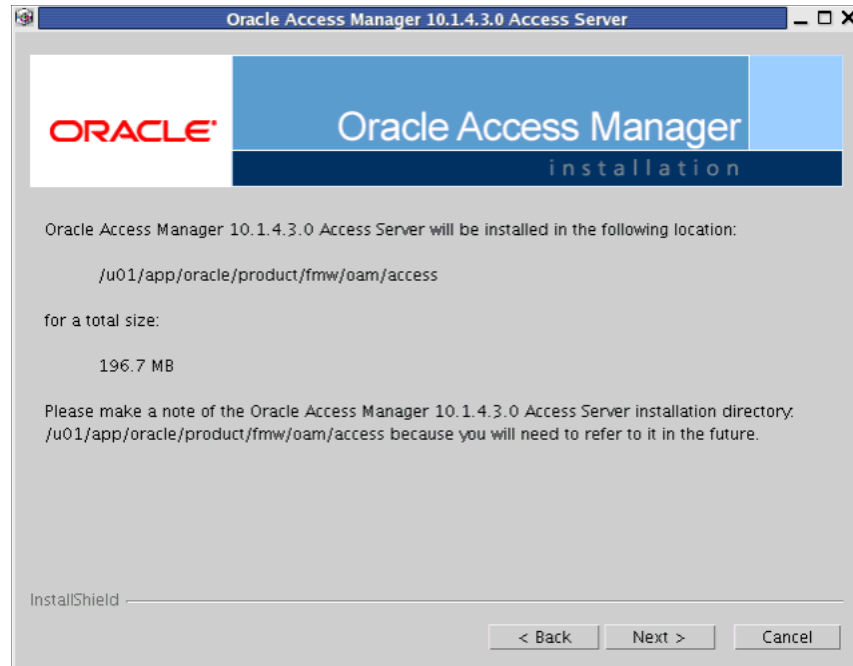 Oracle Access Manager 10.1.4.3.0 Access Server
ORACLE
Oracle Access Manager
installation
Oracle Access Manager 10.1.4.3.0 Access Server will be installed in the following location:
/u01/app/oracle/product/fmw/oam/access
for a total size:
196.7 MB
Please make a note of the Oracle Access Manager 10.1.4.3.0 Access Server installation directory:
/u01/app/oracle/product/fmw/oam/access because you will need to refer to it in the future.
InstallShield
< Back Next > Cancel